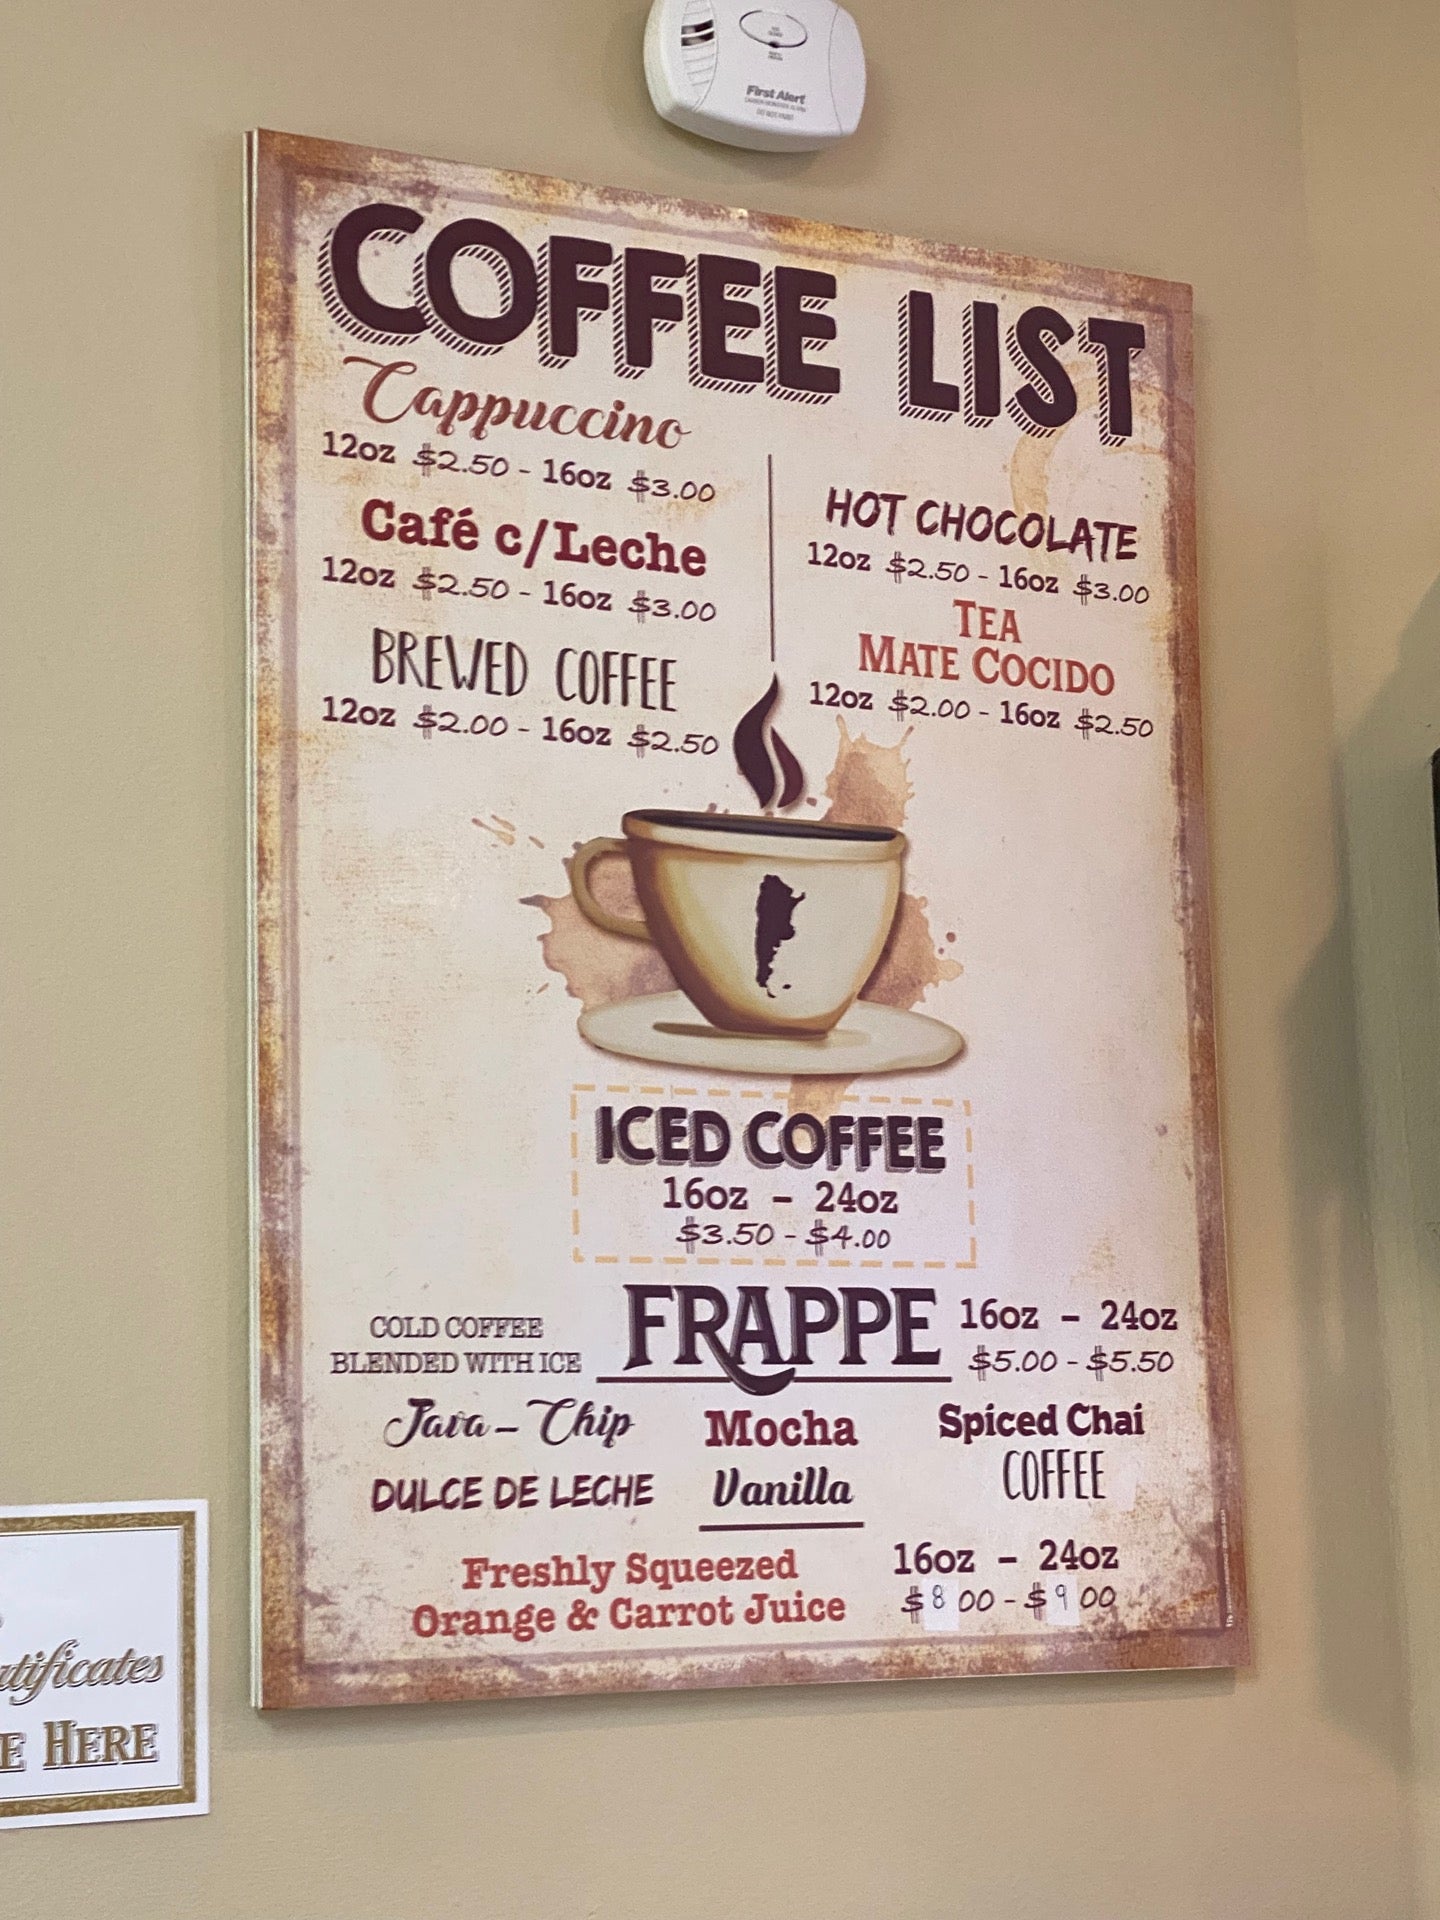 First Alert
DO NOT PAINT
COFFEE LIST
Cappuccino
12oz $2.50 - 16oz $3.00
Café c/Leche
12oz $2.50 - 16oz $3.00
BREWED COFFEE
12oz $2.00 - 16oz $2.50
HOT CHOCOLATE
12oz $2.50 - 16oz $3.00
TEA
MATE COCIDO
12oz $2.00 - 16oz $2.50
ICED COFFEE
16oz - 24oz
$3.50 - $4.00
COLD COFFEE
BLENDED WITH ICE
FRAPPE
16oz - 24oz
$5.00 - $5.50
Java - Chip
Mocha
Spiced Chai
DULCE DE LECHE
Vanilla
COFFEE
Freshly Squeezed
Orange & Carrot Juice
16oz - 24oz
$8 00 - $9 00
HERE